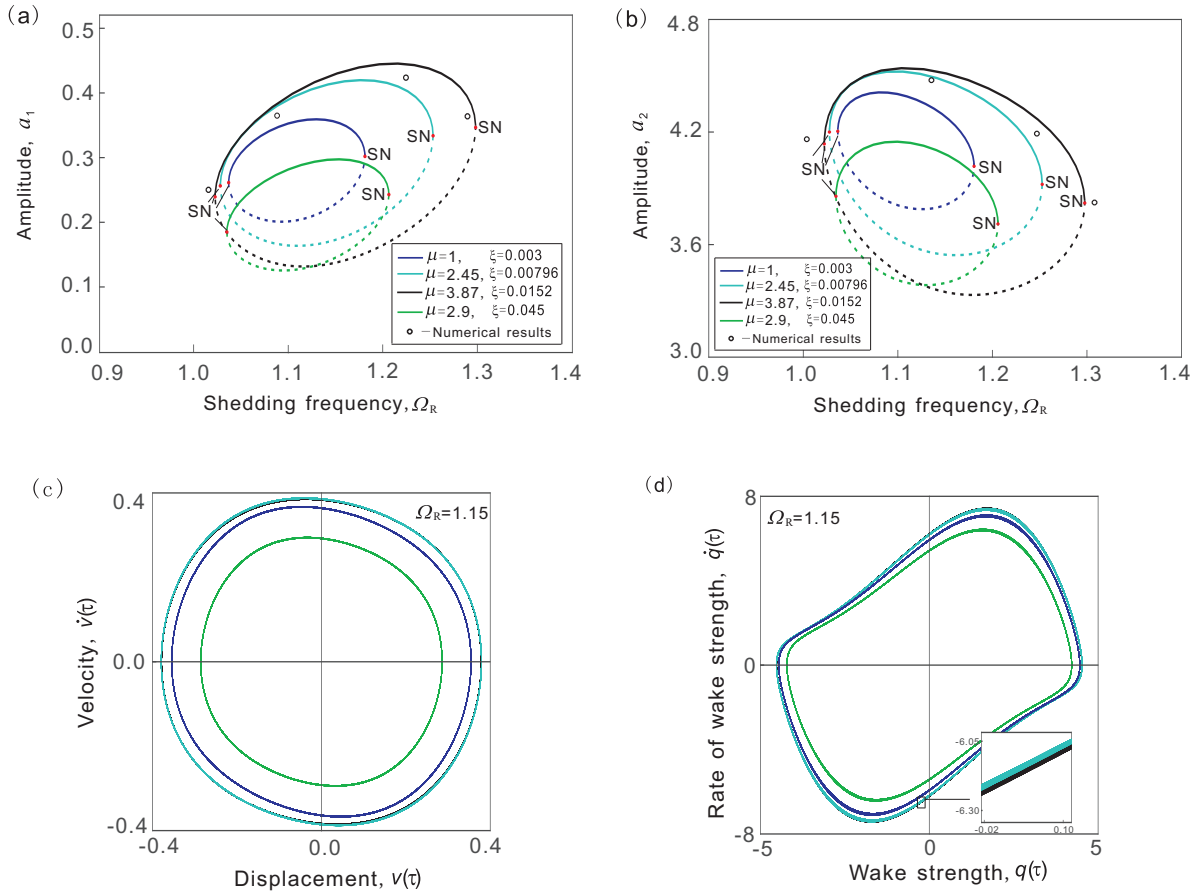 (a)
0.5
0.4
0.3
0.2
0.1
0.0
Amplitude, a₁
SN
SN
SN
SN
SN
μ=1, ξ=0.003
μ=2.45, ξ=0.00796
μ=3.87, ξ=0.0152
μ=2.9, ξ=0.045
–Numerical results
0.9 1.0 1.1 1.2 1.3 1.4
Shedding frequency, Ω_R
(b)
4.8
4.2
3.6
3.0
Amplitude, a₂
SN
SN
SN
SN
SN
μ=1, ξ=0.003
μ=2.45, ξ=0.00796
μ=3.87, ξ=0.0152
μ=2.9, ξ=0.045
–Numerical results
0.9 1.0 1.1 1.2 1.3 1.4
Shedding frequency, Ω_R
(c)
0.4
0.0
-0.4
Velocity, v̇(τ)
Ω_R=1.15
-0.4 0.0 0.4
Displacement, v(τ)
(d)
8
0
-8
Rate of wake strength, q̇(τ)
Ω_R=1.15
-6.05
-6.30
-0.02 0.10
-5 0 5
Wake strength, q(τ)